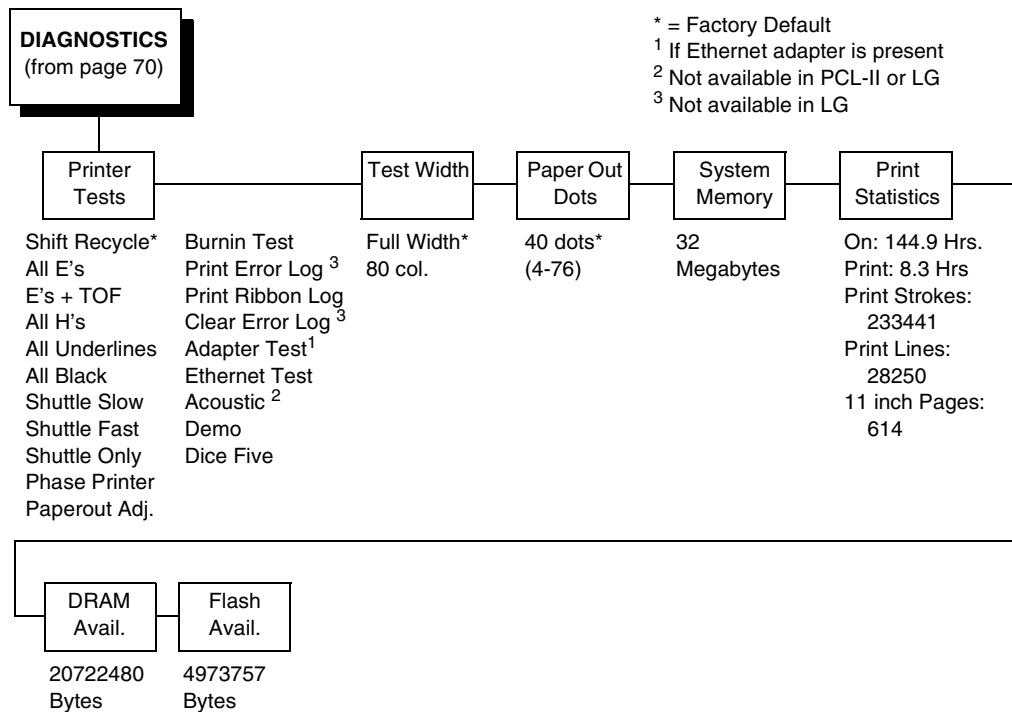 DIAGNOSTICS
(from page 70)
* = Factory Default
1 If Ethernet adapter is present
2 Not available in PCL-II or LG
3 Not available in LG
Printer
Tests
Shift Recycle*
All E's
E's + TOF
All H's
All Underlines
All Black
Shuttle Slow
Shuttle Fast
Shuttle Only
Phase Printer
Paperout Adj.
Burnin Test
Print Error Log 3
Print Ribbon Log
Clear Error Log 3
Adapter Test1
Ethernet Test
Acoustic 2
Demo
Dice Five
Test Width
Full Width*
80 col.
Paper Out
Dots
40 dots*
(4-76)
System
Memory
32
Megabytes
Print
Statistics
On: 144.9 Hrs.
Print: 8.3 Hrs
Print Strokes:
233441
Print Lines:
28250
11 inch Pages:
614
DRAM
Avail.
20722480
Bytes
Flash
Avail.
4973757
Bytes